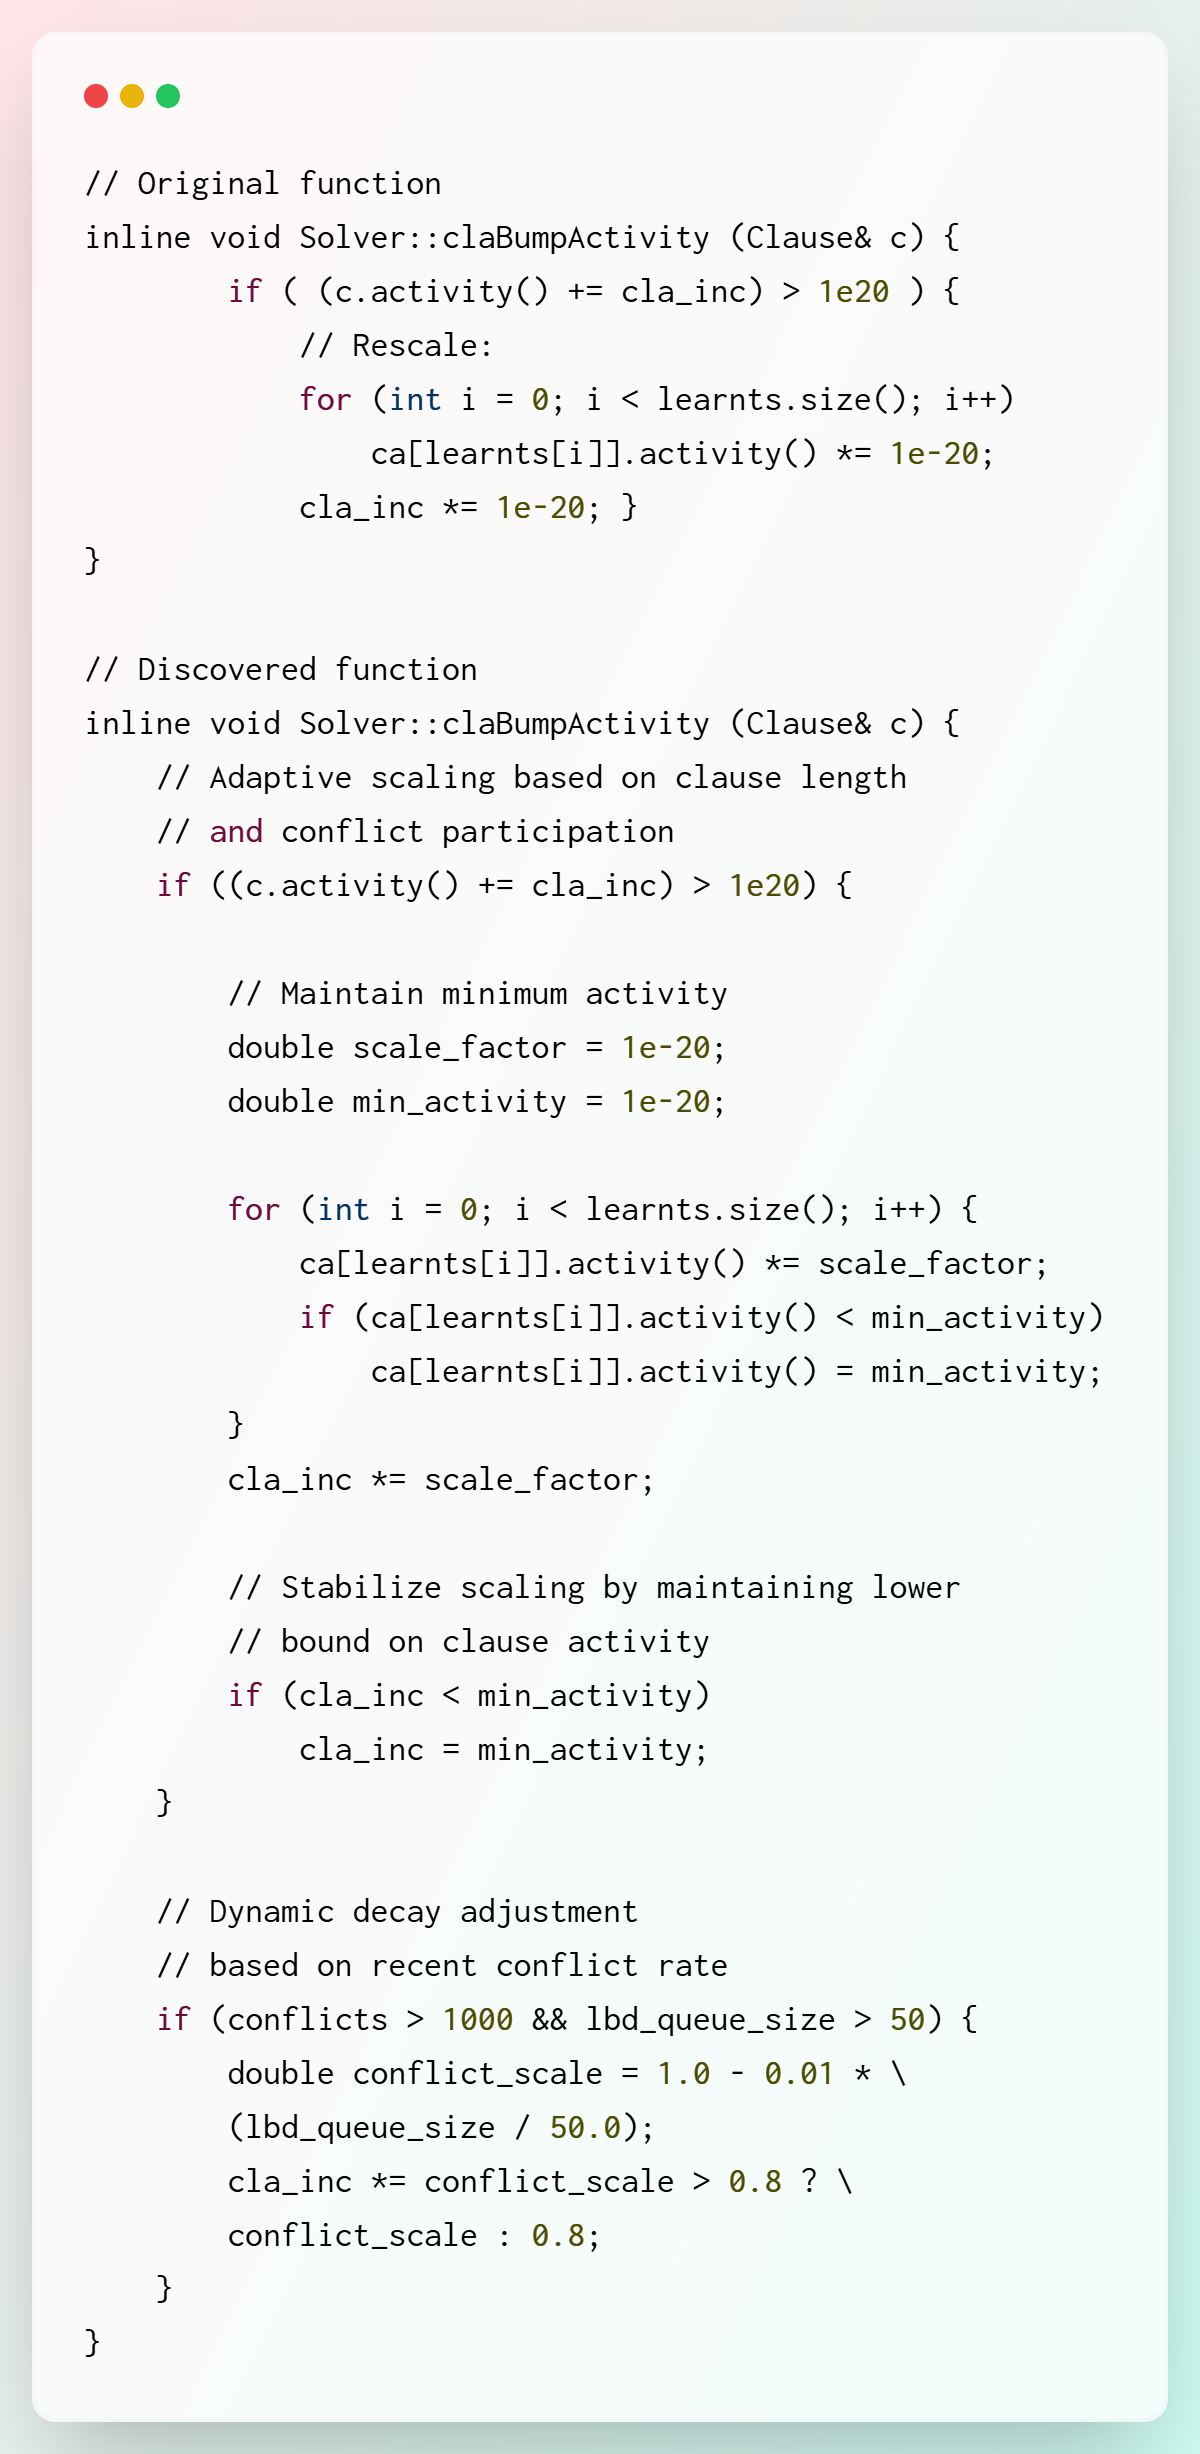 // Original function
inline void Solver::claBumpActivity (Clause& c) {
        if ( (c.activity() += cla_inc) > 1e20 ) {
            // Rescale:
            for (int i = 0; i < learnts.size(); i++)
                ca[learnts[i]].activity() *= 1e-20;
            cla_inc *= 1e-20; }
}

// Discovered function
inline void Solver::claBumpActivity (Clause& c) {
    // Adaptive scaling based on clause length
    // and conflict participation
    if ((c.activity() += cla_inc) > 1e20) {

        // Maintain minimum activity
        double scale_factor = 1e-20;
        double min_activity = 1e-20;

        for (int i = 0; i < learnts.size(); i++) {
            ca[learnts[i]].activity() *= scale_factor;
            if (ca[learnts[i]].activity() < min_activity)
                ca[learnts[i]].activity() = min_activity;
        }
        cla_inc *= scale_factor;

        // Stabilize scaling by maintaining lower
        // bound on clause activity
        if (cla_inc < min_activity)
            cla_inc = min_activity;
    }

    // Dynamic decay adjustment
    // based on recent conflict rate
    if (conflicts > 1000 && lbd_queue_size > 50) {
        double conflict_scale = 1.0 - 0.01 * \
        (lbd_queue_size / 50.0);
        cla_inc *= conflict_scale > 0.8 ? \
        conflict_scale : 0.8;
    }
}